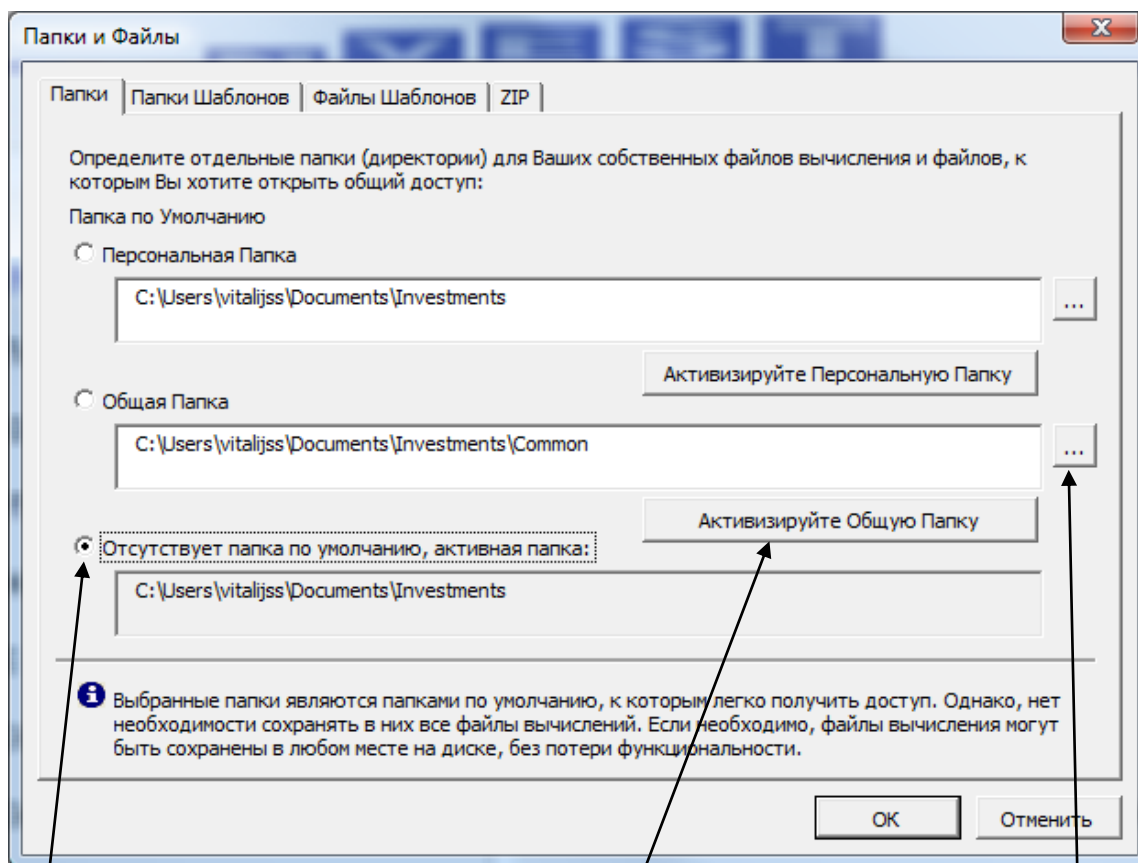 Папки и Файлы
Папки
Папки Шаблонов
Файлы Шаблонов
ZIP
Определите отдельные папки (директории) для Ваших собственных файлов вычисления и файлов, к
которым Вы хотите открыть общий доступ:
Папка по Умолчанию
Персональная Папка
C:\Users\vitalijss\Documents\Investments
...
Активизируйте Персональную Папку
Общая Папка
C:\Users\vitalijss\Documents\Investments\Common
...
Активизируйте Общую Папку
Отсутствует папка по умолчанию, активная папка:
C:\Users\vitalijss\Documents\Investments
Выбранные папки являются папками по умолчанию, к которым легко получить доступ. Однако, нет
необходимости сохранять в них все файлы вычислений. Если необходимо, файлы вычисления могут
быть сохранены в любом месте на диске, без потери функциональности.
ОК
Отменить